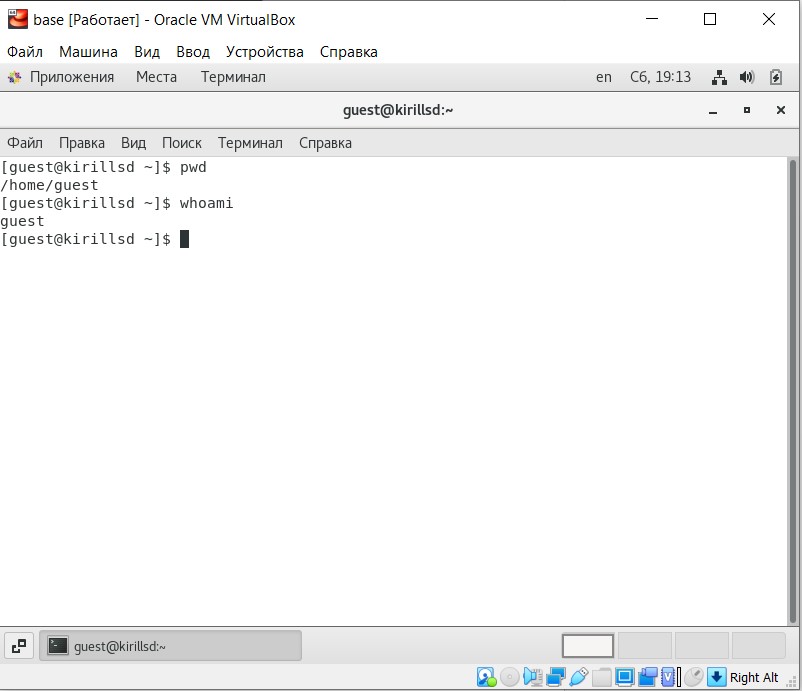 base [Работает] - Oracle VM VirtualBox
Файл Машина Вид Ввод Устройства Справка
Приложения Места Терминал en Сб, 19:13
guest@kirillsd:~
Файл Правка Вид Поиск Терминал Справка
[guest@kirillsd ~]$ pwd
/home/guest
[guest@kirillsd ~]$ whoami
guest
[guest@kirillsd ~]$
guest@kirillsd:~
Right Alt